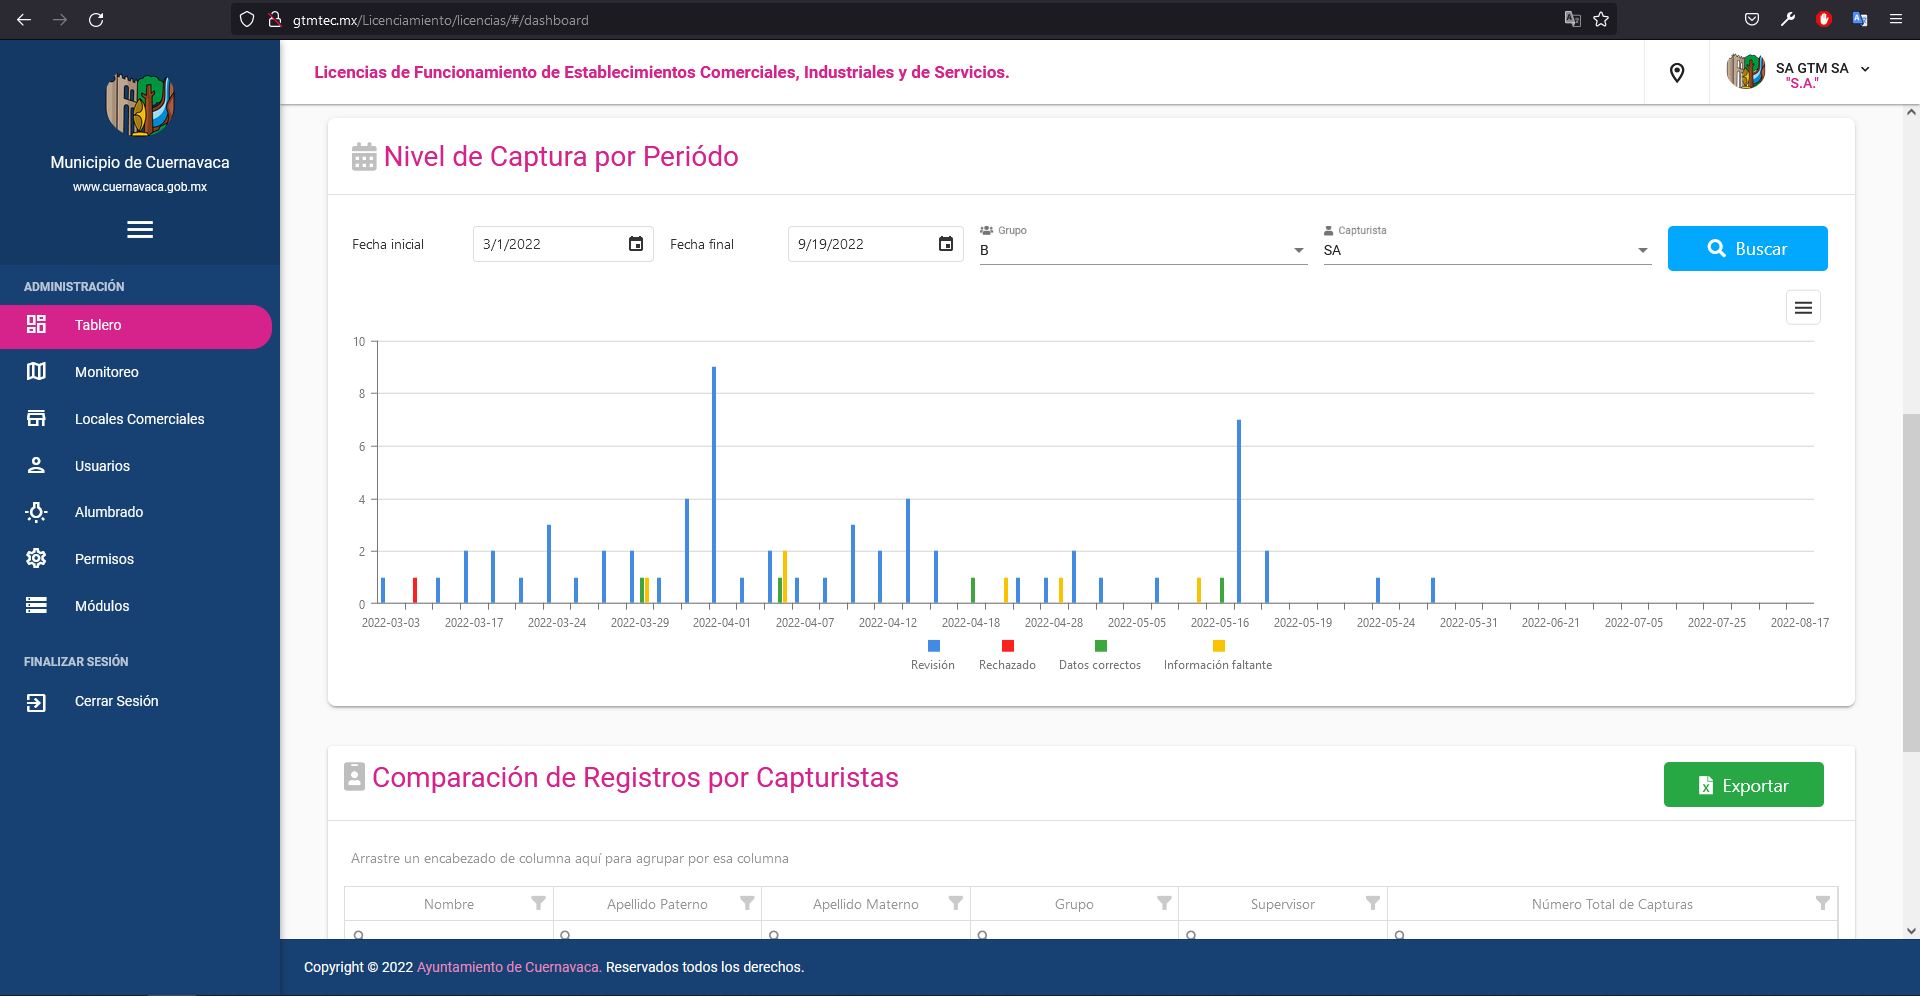 gtmtec.mx/Licenciamiento/licencias/#/dashboard
Municipio de Cuernavaca
www.cuernavaca.gob.mx
ADMINISTRACIÓN
Tablero
Monitoreo
Locales Comerciales
Usuarios
Alumbrado
Permisos
Módulos
FINALIZAR SESIÓN
Cerrar Sesión
Licencias de Funcionamiento de Establecimientos Comerciales, Industriales y de Servicios.
SA GTM SA
"S.A."
Nivel de Captura por Periódo
Fecha inicial 3/1/2022 Fecha final 9/19/2022
Grupo
B
Capturista
SA
Buscar
10
8
6
4
2
0
2022-03-03 2022-03-17 2022-03-24 2022-03-29 2022-04-01 2022-04-07 2022-04-12 2022-04-18 2022-04-28 2022-05-05 2022-05-16 2022-05-19 2022-05-24 2022-05-31 2022-06-21 2022-07-05 2022-07-25 2022-08-17
Revisión Rechazado Datos correctos Información faltante
Comparación de Registros por Capturistas
Exportar
Arrastre un encabezado de columna aquí para agrupar por esa columna
Nombre Apellido Paterno Apellido Materno Grupo Supervisor Número Total de Capturas
Copyright © 2022 Ayuntamiento de Cuernavaca. Reservados todos los derechos.